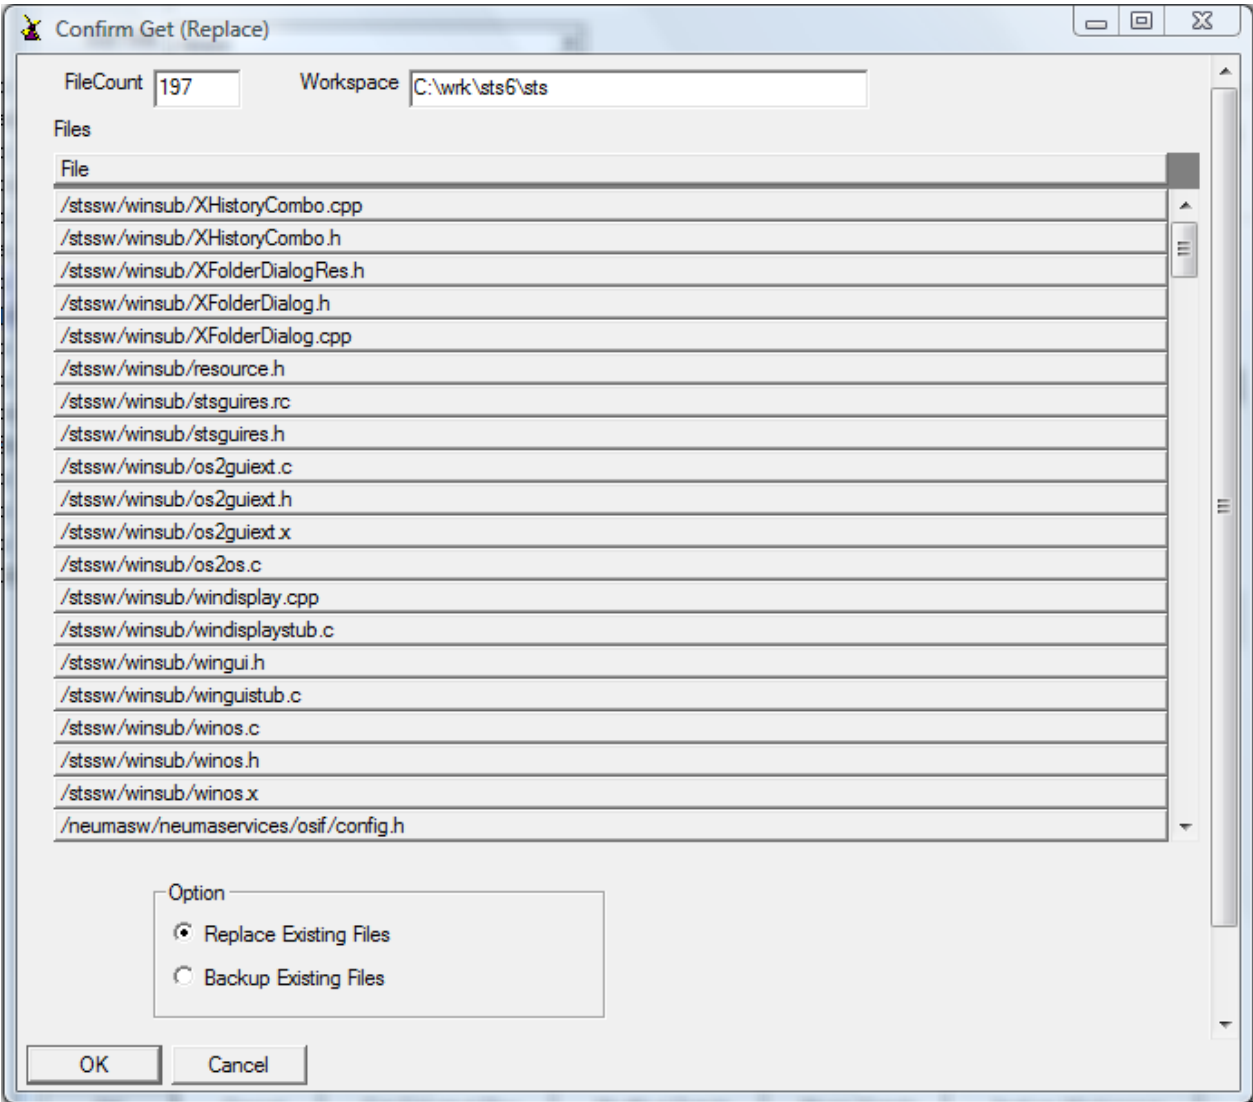 Confirm Get (Replace)
FileCount 197 Workspace C:\wrk\sts6\sts
Files
File
/stssw/winsub/XHistoryCombo.cpp
/stssw/winsub/XHistoryCombo.h
/stssw/winsub/XFolderDialogRes.h
/stssw/winsub/XFolderDialog.h
/stssw/winsub/XFolderDialog.cpp
/stssw/winsub/resource.h
/stssw/winsub/stsguires.rc
/stssw/winsub/stsguires.h
/stssw/winsub/os2guiext.c
/stssw/winsub/os2guiext.h
/stssw/winsub/os2guiext.x
/stssw/winsub/os2os.c
/stssw/winsub/windisplay.cpp
/stssw/winsub/windisplaystub.c
/stssw/winsub/wingui.h
/stssw/winsub/winguistub.c
/stssw/winsub/winos.c
/stssw/winsub/winos.h
/stssw/winsub/winos.x
/neumasw/neumaservices/osif/config.h
Option
Replace Existing Files
Backup Existing Files
OK Cancel